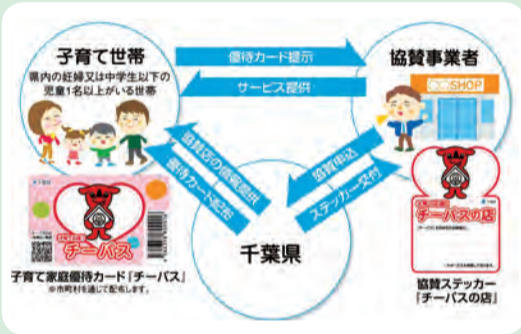 子育て世帯
県内の妊婦又は中学生以下の
児童1名以上がいる世帯
優待カード提示
サービス提供
協賛事業者
SHOP
協賛店の情報提供
優待カード配布
協賛申込
ステッカー交付
千葉県
チーパス
子育て家庭優待カード「チーパス」
※市町村を通じて配布します。
チーパスの店
協賛ステッカー
「チーパスの店」